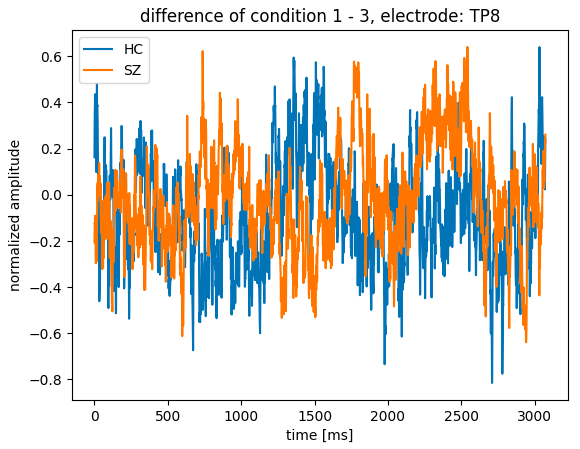 difference of condition 1 - 3, electrode: TP8
HC
SZ
normalized amplitude
0.6
0.4
0.2
0.0
−0.2
−0.4
−0.6
−0.8
0 500 1000 1500 2000 2500 3000
time [ms]